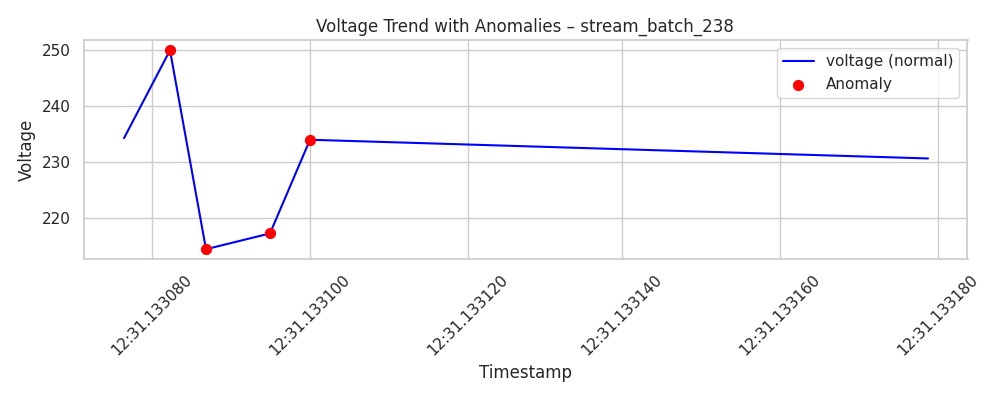 Voltage Trend with Anomalies – stream_batch_238
voltage (normal)
Anomaly
Voltage
250
240
230
220
12:31.133080
12:31.133100
12:31.133120
12:31.133140
12:31.133160
12:31.133180
Timestamp